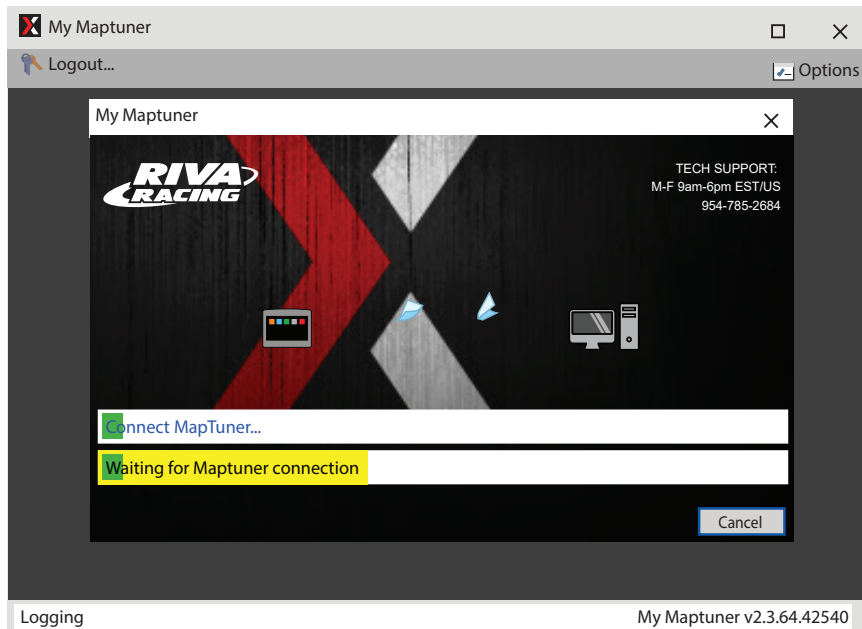 My Maptuner
Logout...
Options
My Maptuner
RIVA
RACING
TECH SUPPORT:
M-F 9am-6pm EST/US
954-785-2684
Connect MapTuner...
Waiting for Maptuner connection
Cancel
Logging
My Maptuner v2.3.64.42540